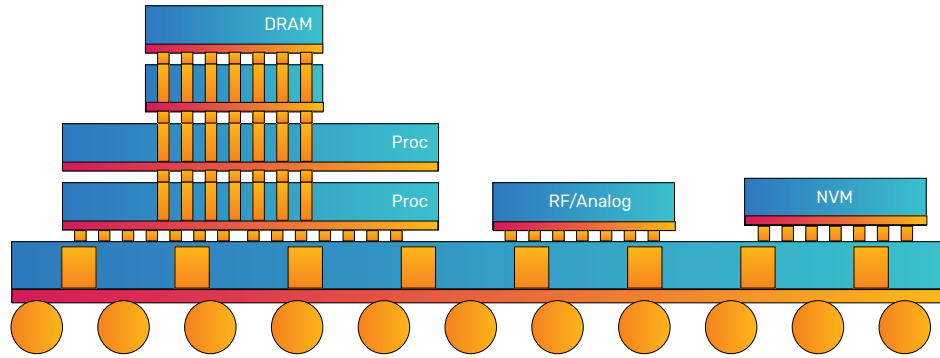 DRAM
Proc
Proc
RF/Analog
NVM